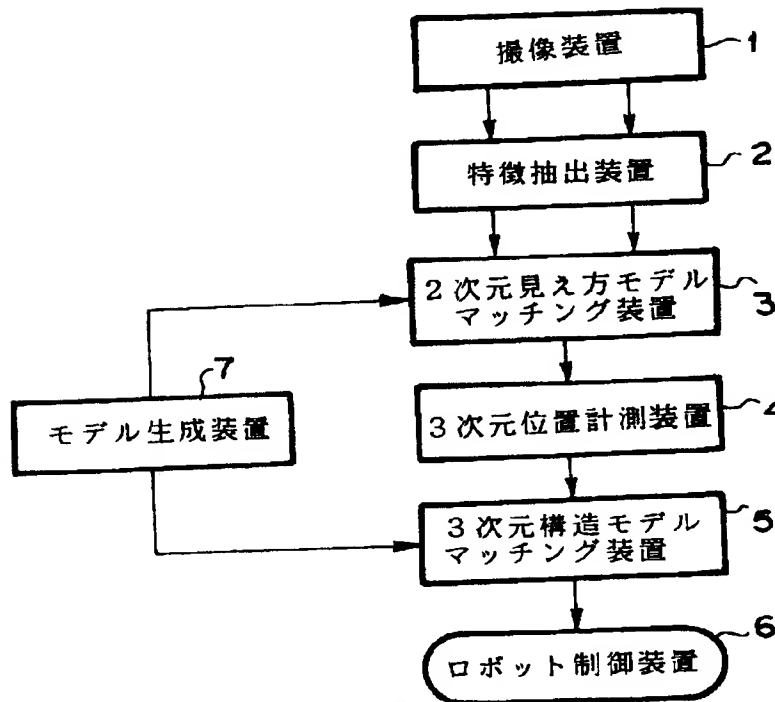 撮像装置
1
特徴抽出装置
2
2次元見え方モデル
マッチング装置
3
7
モデル生成装置
3次元位置計測装置
4
3次元構造モデル
マッチング装置
5
6
ロボット制御装置